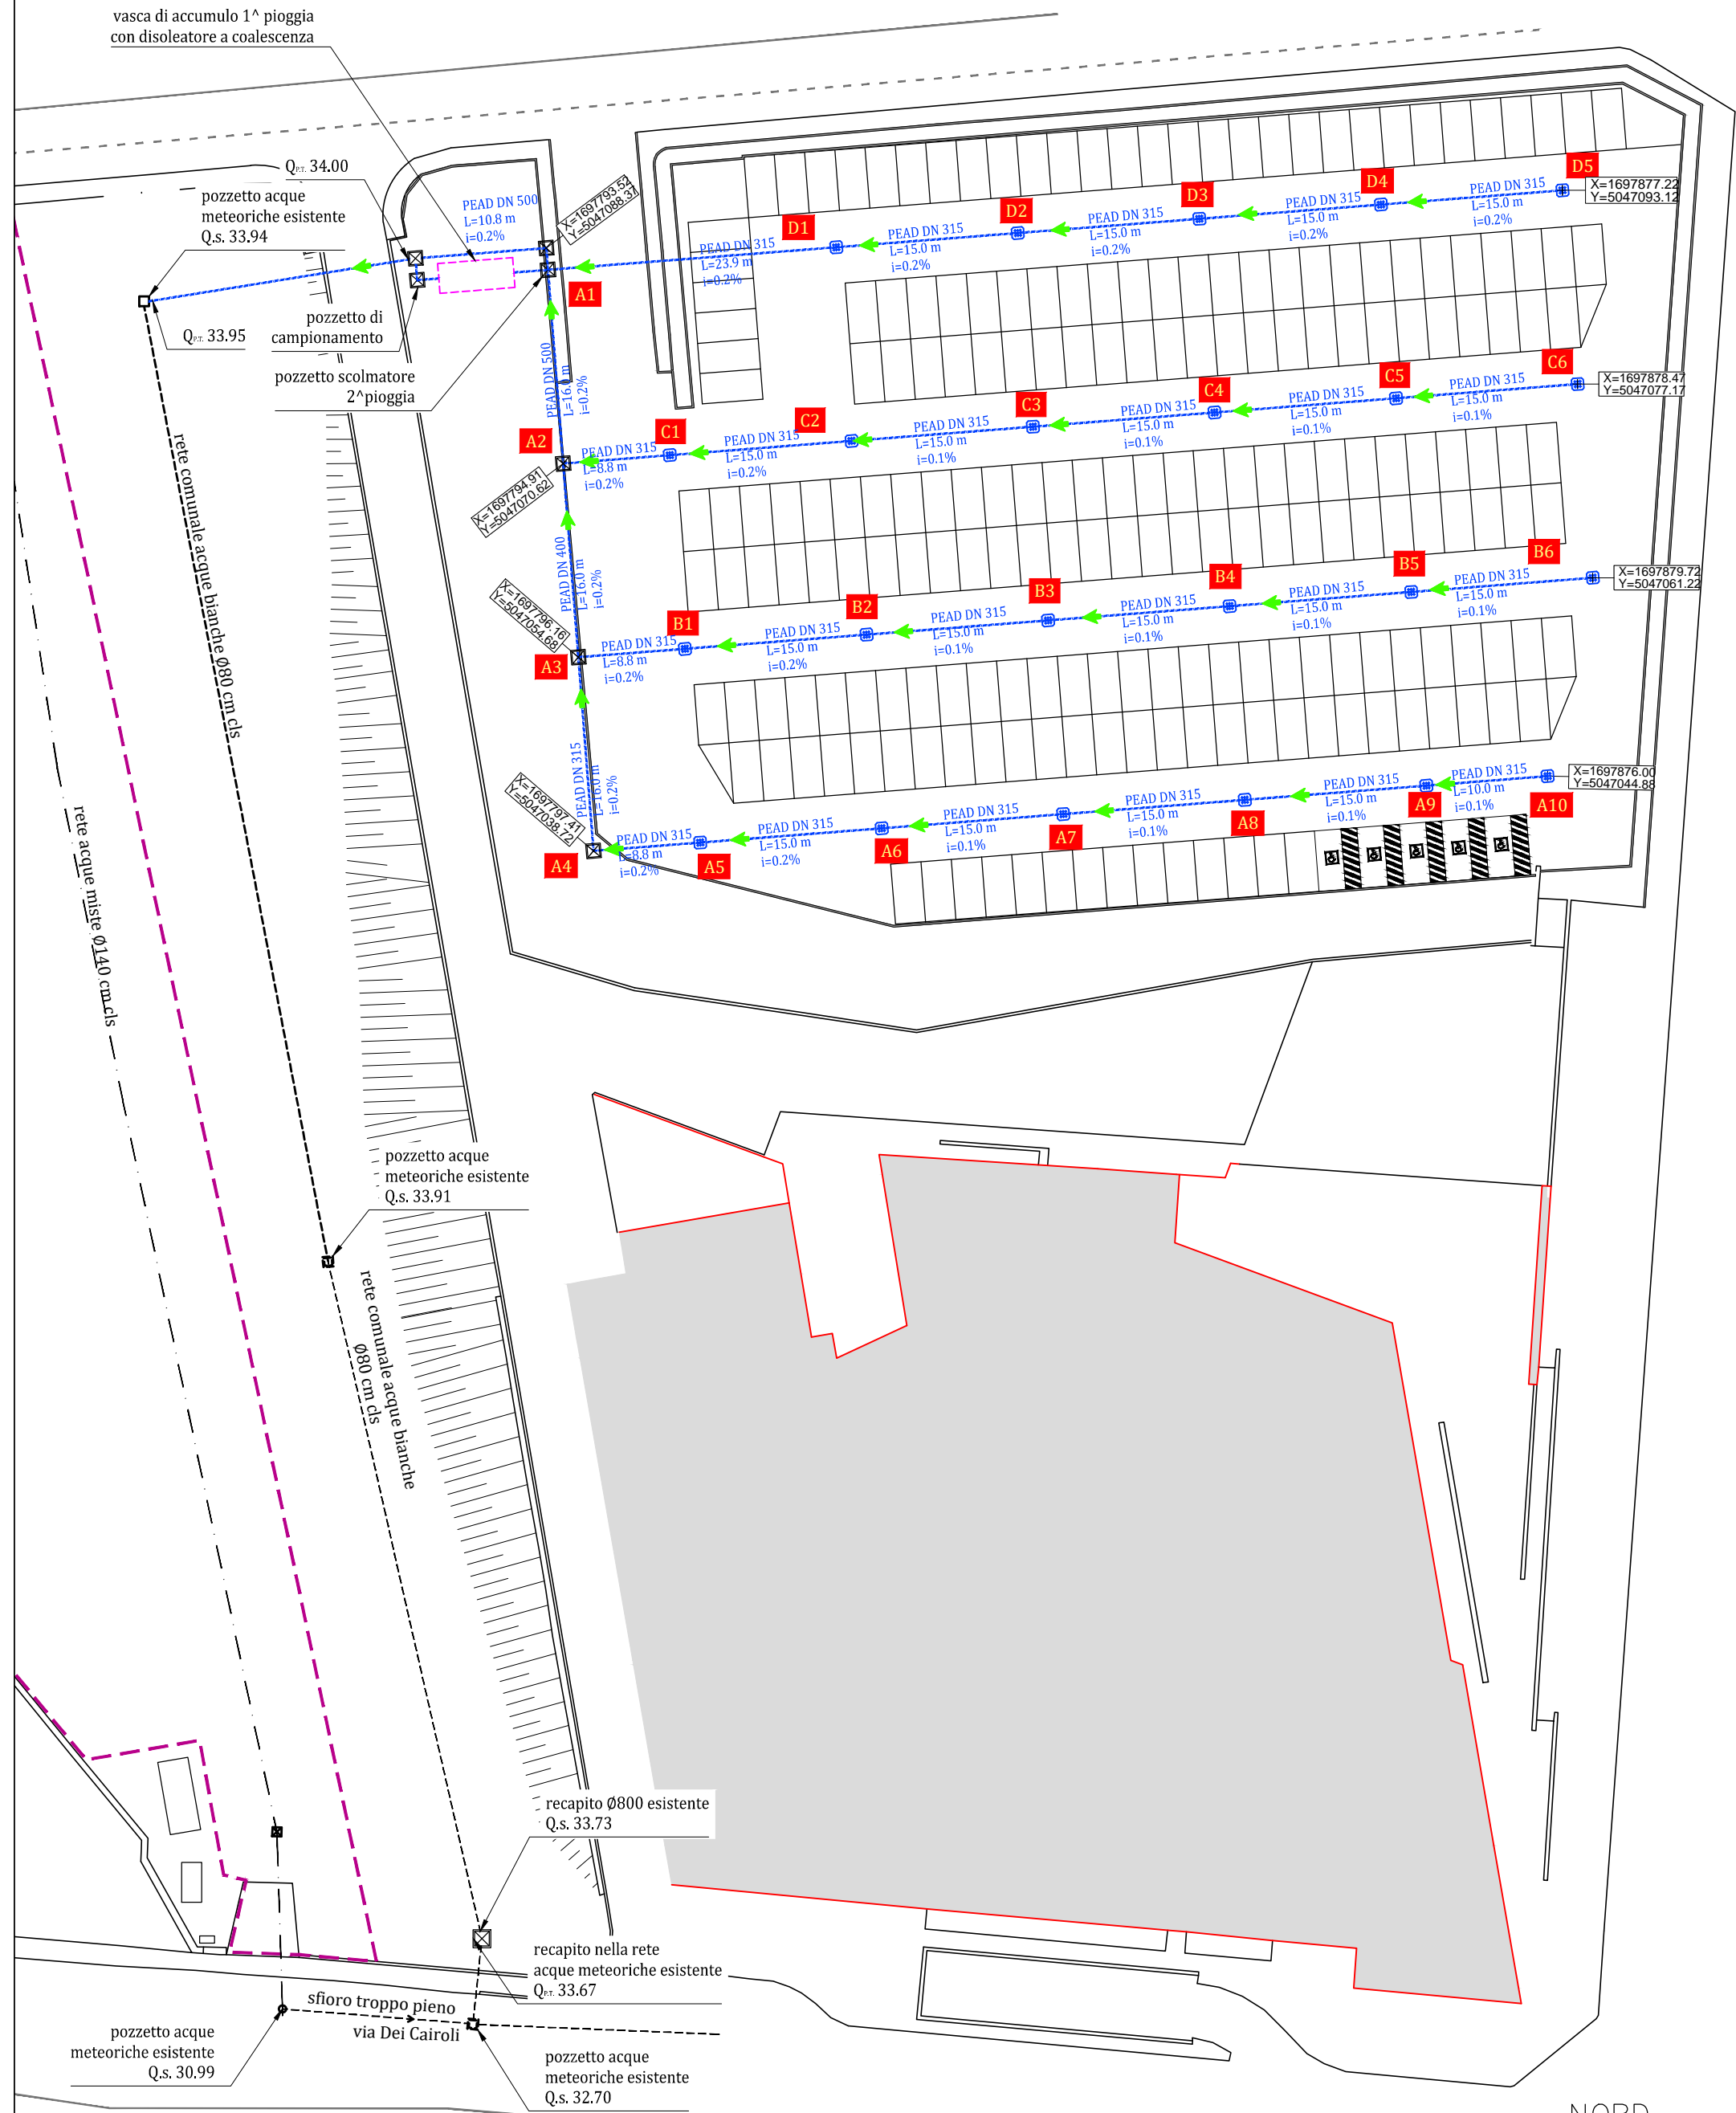 vasca di accumulo 1^ pioggia
con disoleatore a coalescenza
Q P.T. 34.00
pozzetto acque
meteoriche esistente
Q.s. 33.94
Q P.T. 33.95
pozzetto di
campionamento
pozzetto scolmatore
2^pioggia
PEAD DN 500
L=10.8 m
i=0.2%
X=1697793.52
Y=5047088.37
A1
D1
D2
D3
D4
D5
PEAD DN 315
L=23.9 m
i=0.2%
PEAD DN 315
L=15.0 m
i=0.2%
PEAD DN 315
L=15.0 m
i=0.2%
PEAD DN 315
L=15.0 m
i=0.2%
PEAD DN 315
L=15.0 m
i=0.2%
X=1697877.22
Y=5047093.12
PEAD DN 500
L=16.0 m
i=0.2%
A2
C1
C2
C3
C4
C5
C6
PEAD DN 315
L=8.8 m
i=0.2%
PEAD DN 315
L=15.0 m
i=0.2%
PEAD DN 315
L=15.0 m
i=0.1%
PEAD DN 315
L=15.0 m
i=0.1%
PEAD DN 315
L=15.0 m
i=0.1%
PEAD DN 315
L=15.0 m
i=0.1%
X=1697878.47
Y=5047077.17
X=1697794.91
Y=5047070.62
PEAD DN 400
L=16.0 m
i=0.2%
X=1697796.16
Y=5047054.68
A3
B1
B2
B3
B4
B5
B6
PEAD DN 315
L=8.8 m
i=0.2%
PEAD DN 315
L=15.0 m
i=0.2%
PEAD DN 315
L=15.0 m
i=0.1%
PEAD DN 315
L=15.0 m
i=0.1%
PEAD DN 315
L=15.0 m
i=0.1%
PEAD DN 315
L=15.0 m
i=0.1%
X=1697879.72
Y=5047061.22
PEAD DN 315
L=16.0 m
i=0.2%
X=1697797.41
Y=5047038.72
A4
A5
A6
A7
A8
A9
A10
PEAD DN 315
L=8.8 m
i=0.2%
PEAD DN 315
L=15.0 m
i=0.2%
PEAD DN 315
L=15.0 m
i=0.1%
PEAD DN 315
L=15.0 m
i=0.1%
PEAD DN 315
L=15.0 m
i=0.1%
PEAD DN 315
L=10.0 m
i=0.1%
X=1697876.00
Y=5047044.88
rete comunale acque bianche Ø80 cm cls
rete acque miste Ø140 cm cls
pozzetto acque
meteoriche esistente
Q.s. 33.91
rete comunale acque bianche
Ø80 cm cls
recapito Ø800 esistente
Q.s. 33.73
recapito nella rete
acque meteoriche esistente
Q P.T. 33.67
sfioro troppo pieno
via Dei Cairoli
pozzetto acque
meteoriche esistente
Q.s. 30.99
pozzetto acque
meteoriche esistente
Q.s. 32.70
NORD